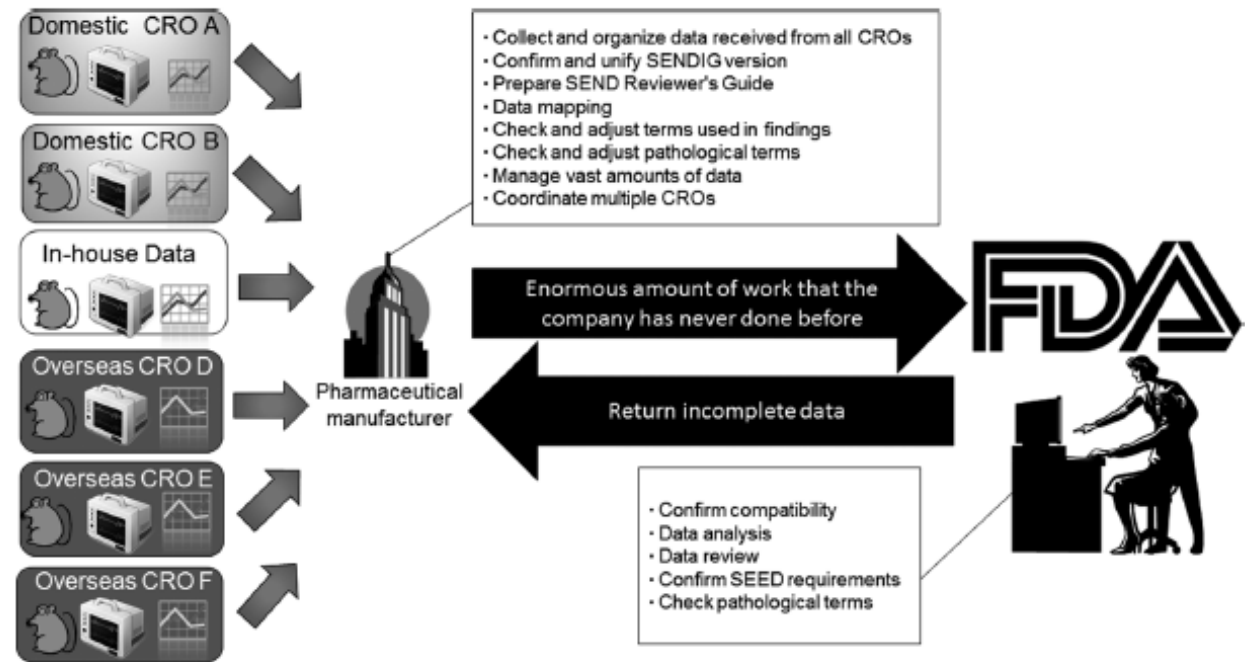 Domestic CRO A
Domestic CRO B
In-house Data
Overseas CRO D
Overseas CRO E
Overseas CRO F
Pharmaceutical
manufacturer
· Collect and organize data received from all CROs
· Confirm and unify SENDIG version
· Prepare SEND Reviewer's Guide
· Data mapping
· Check and adjust terms used in findings
· Check and adjust pathological terms
· Manage vast amounts of data
· Coordinate multiple CROs
Enormous amount of work that the
company has never done before
Return incomplete data
FDA
· Confirm compatibility
· Data analysis
· Data review
· Confirm SEED requirements
· Check pathological terms